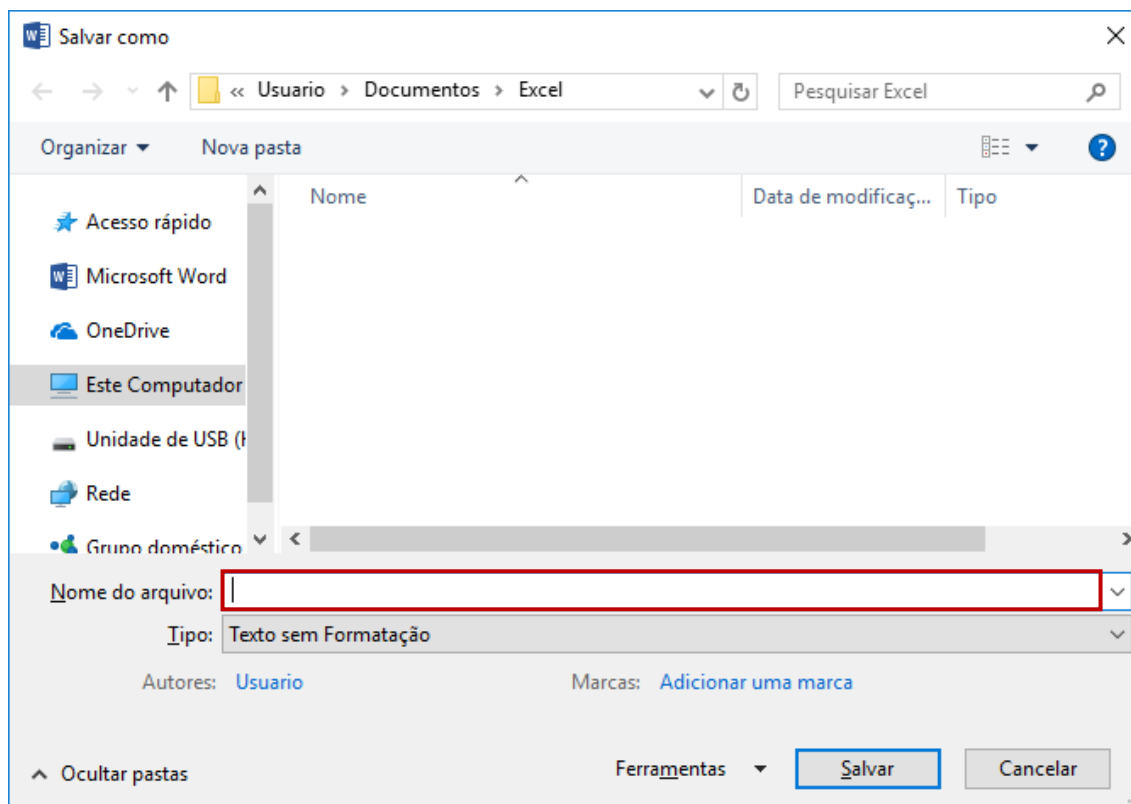 Salvar como
« Usuario > Documentos > Excel
Pesquisar Excel
Organizar
Nova pasta
?
Nome
Data de modificaç...
Tipo
Acesso rápido
Microsoft Word
OneDrive
Este Computador
Unidade de USB (
Rede
Grupo doméstico
Nome do arquivo:
Tipo: Texto sem Formatação
Autores: Usuario
Marcas: Adicionar uma marca
Ocultar pastas
Ferramentas
Salvar
Cancelar